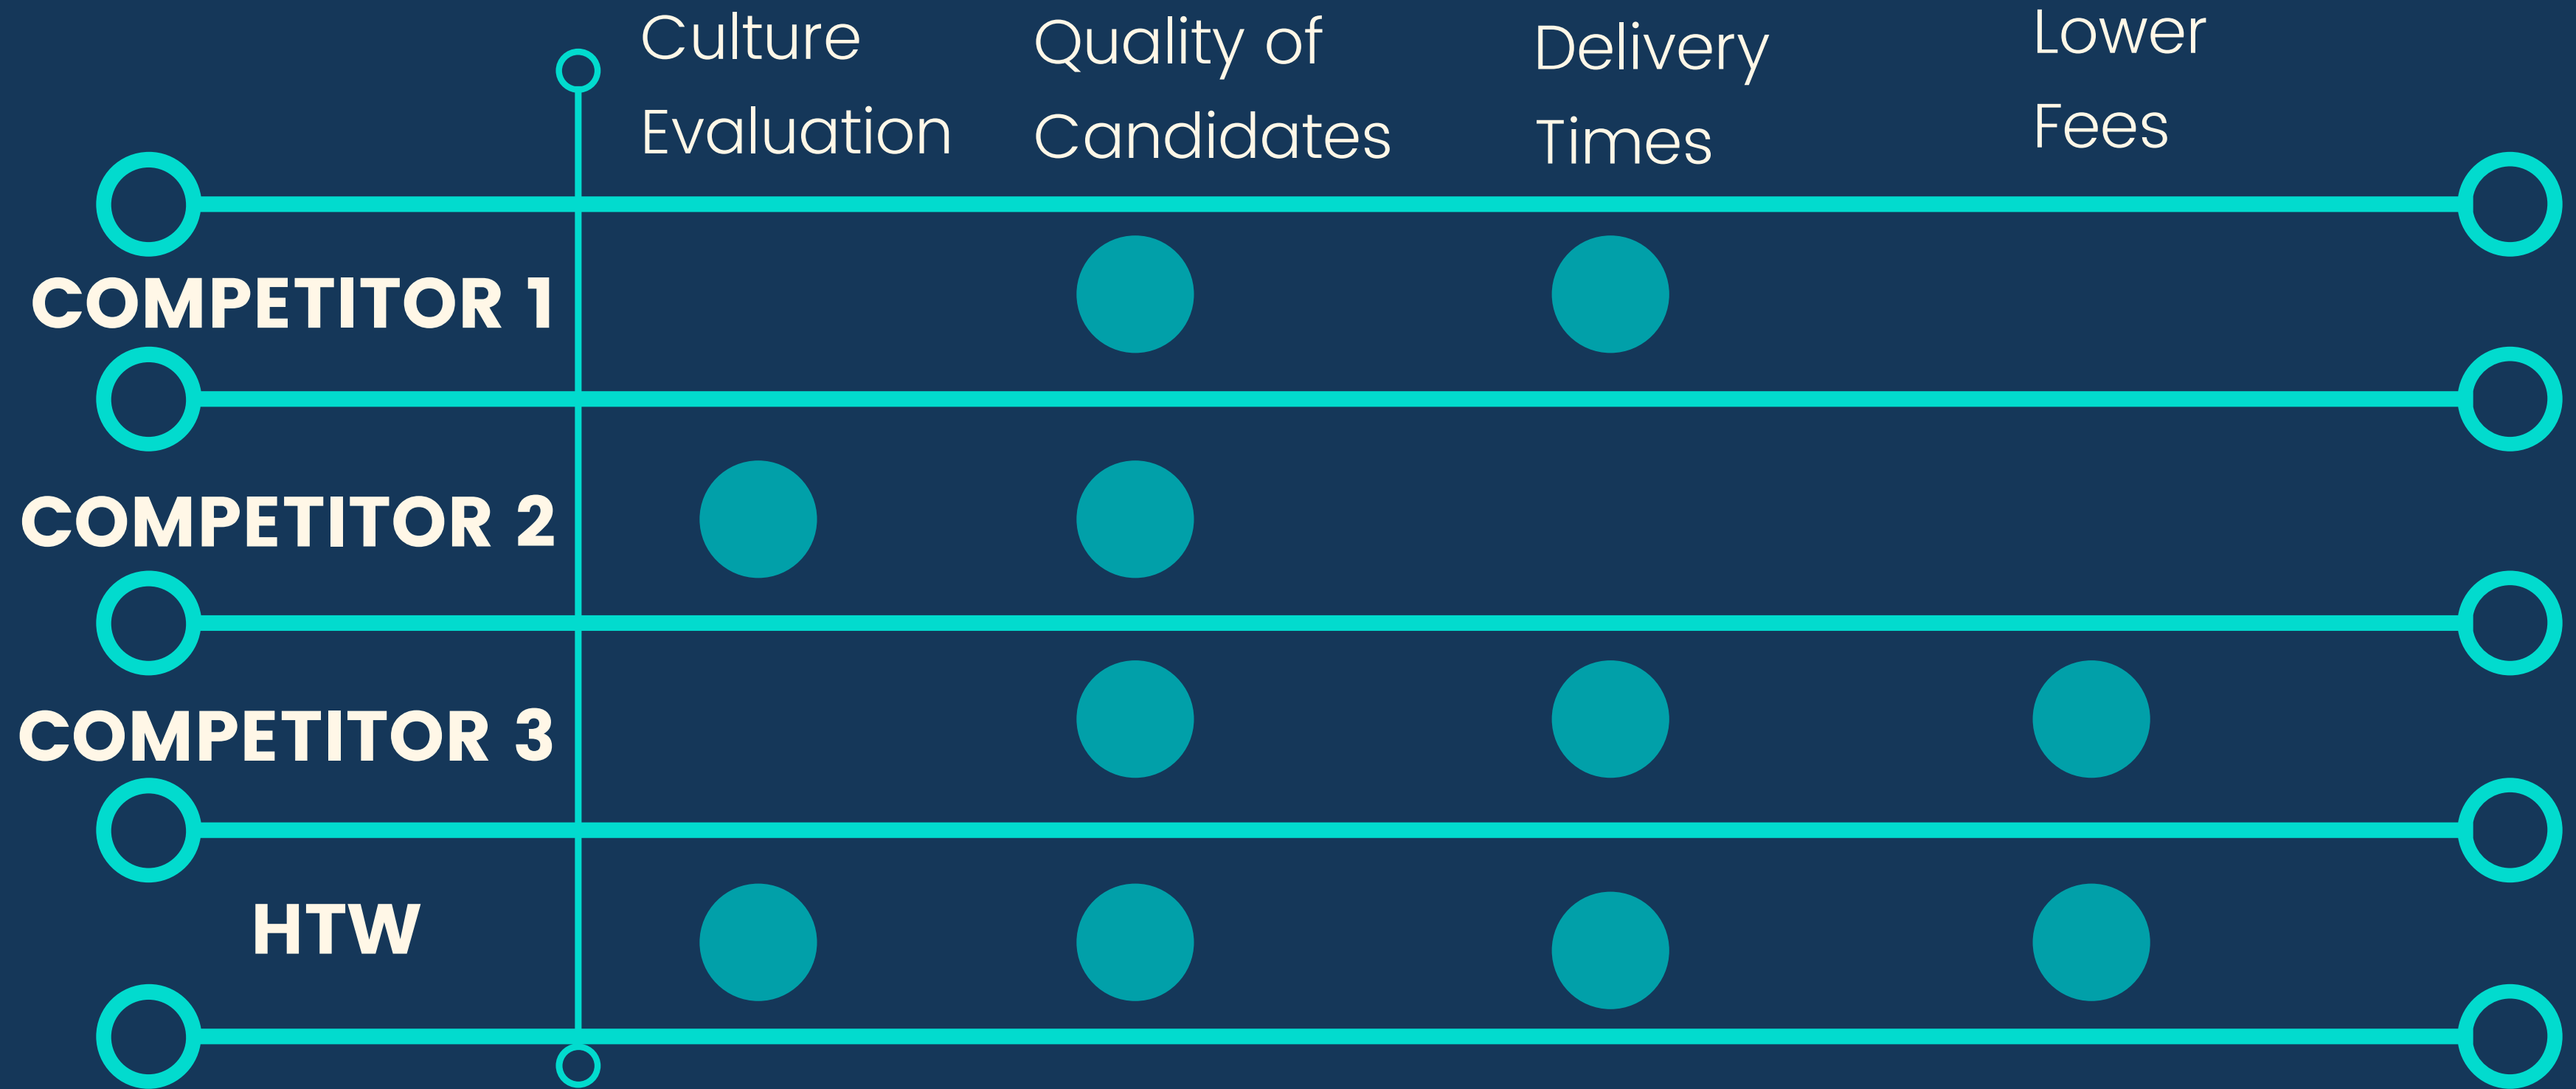 Culture
Evaluation
Quality of
Candidates
Delivery
Times
Lower
Fees
COMPETITOR 1
COMPETITOR 2
COMPETITOR 3
HTW